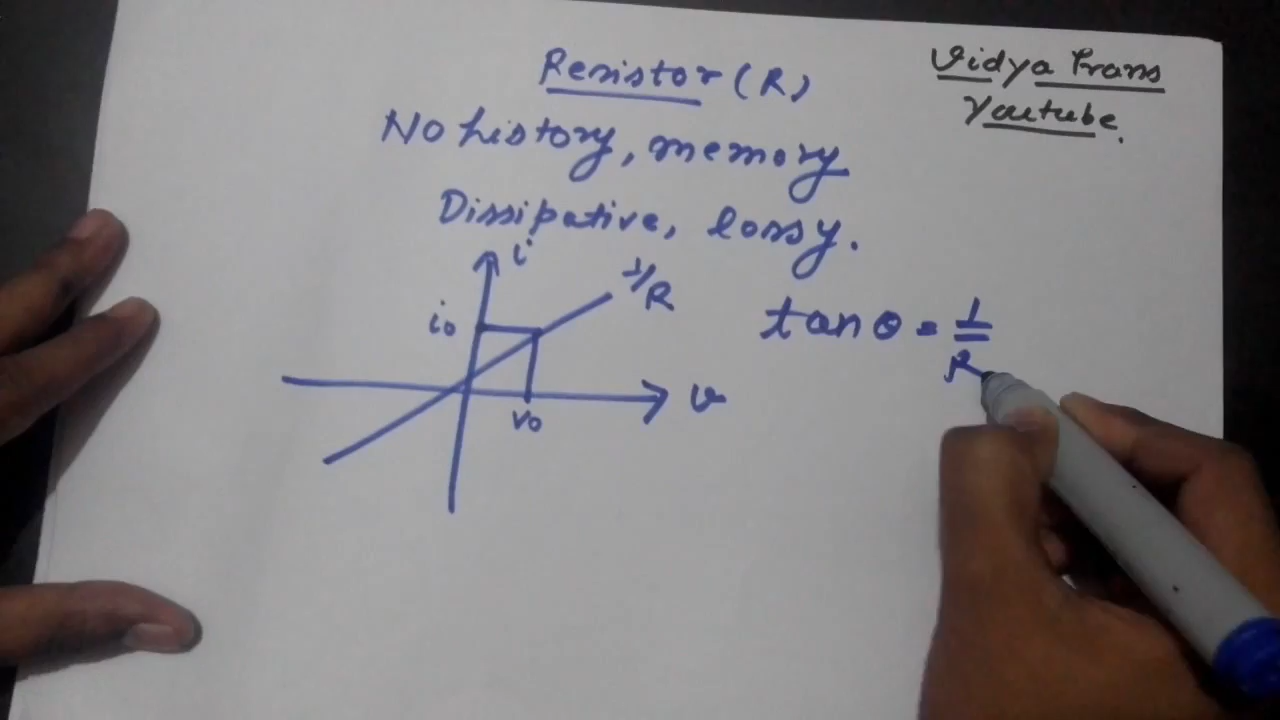 Resistor (R)
Vidya Prans
Youtube.
No history, memory
Dissipative, lossy.
i
1/R
i0
v
v0
tan θ = 1/R